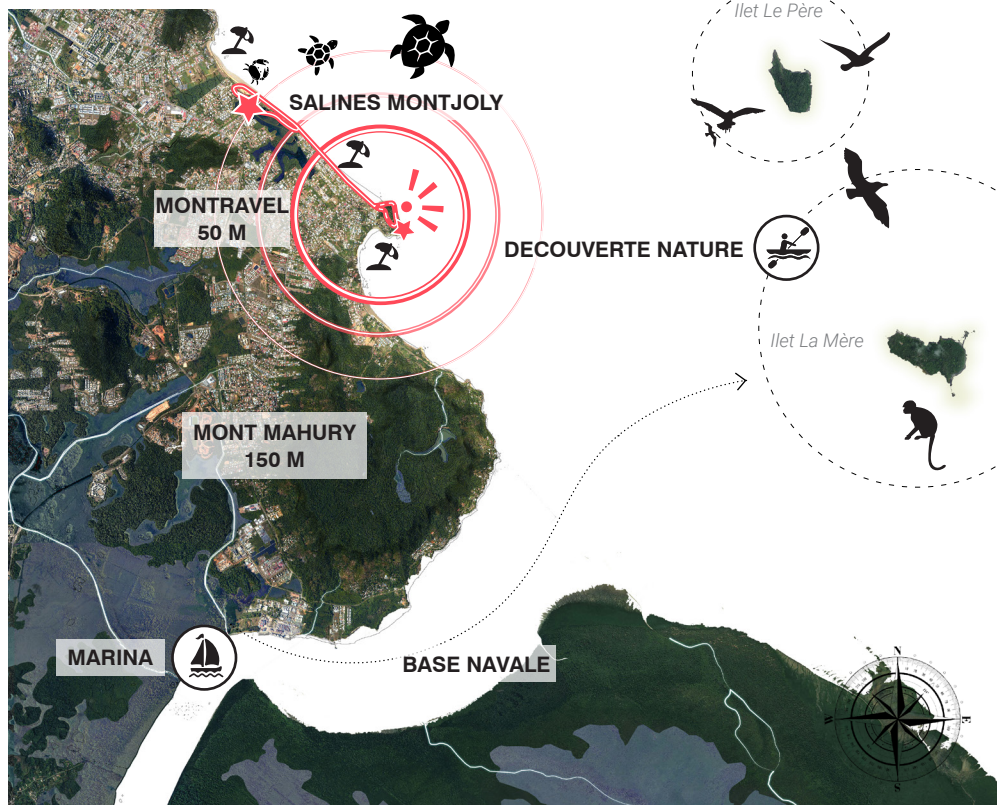 Ilet Le Père
SALINES MONTJOLY
MONTRAVEL
50 M
DECOUVERTE NATURE
Ilet La Mère
MONT MAHURY
150 M
MARINA
BASE NAVALE
N
W
E
S